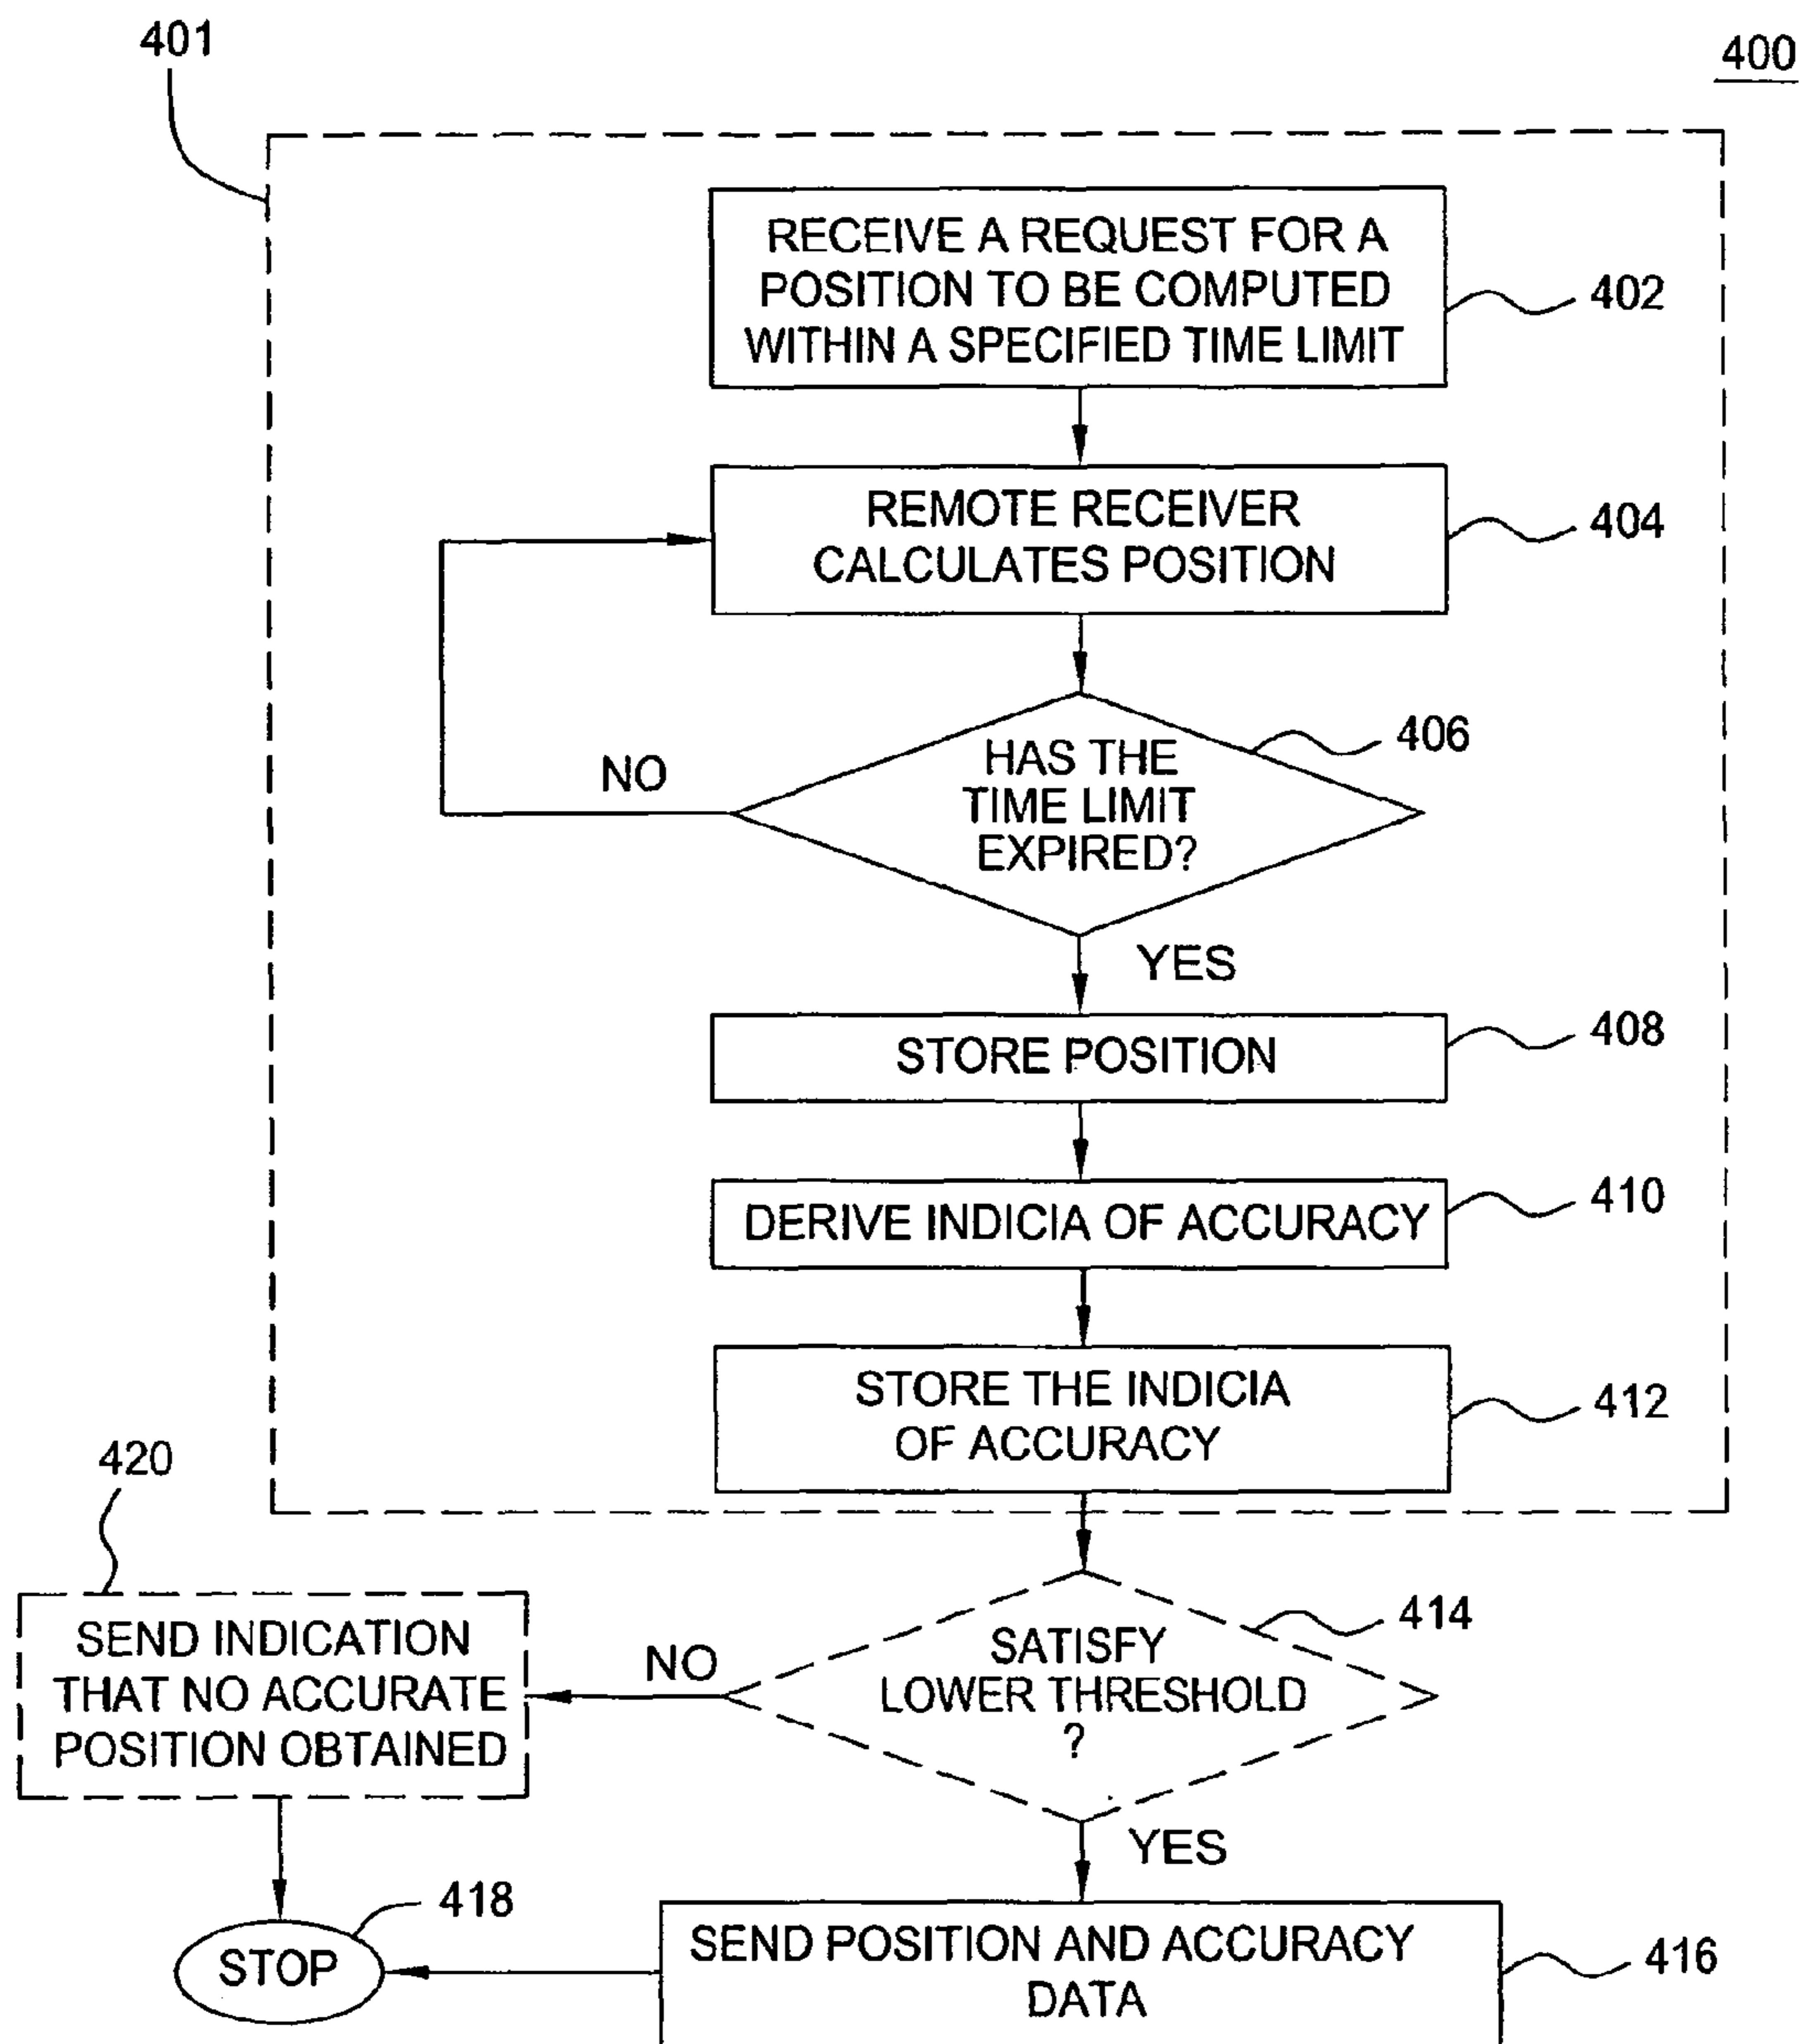 401
400
RECEIVE A REQUEST FOR A
POSITION TO BE COMPUTED
WITHIN A SPECIFIED TIME LIMIT
402
REMOTE RECEIVER
CALCULATES POSITION
404
HAS THE
TIME LIMIT
EXPIRED?
406
NO
YES
STORE POSITION
408
DERIVE INDICIA OF ACCURACY
410
STORE THE INDICIA
OF ACCURACY
412
420
SEND INDICATION
THAT NO ACCURATE
POSITION OBTAINED
NO
SATISFY
LOWER THRESHOLD
?
414
YES
418
STOP
SEND POSITION AND ACCURACY
DATA
416